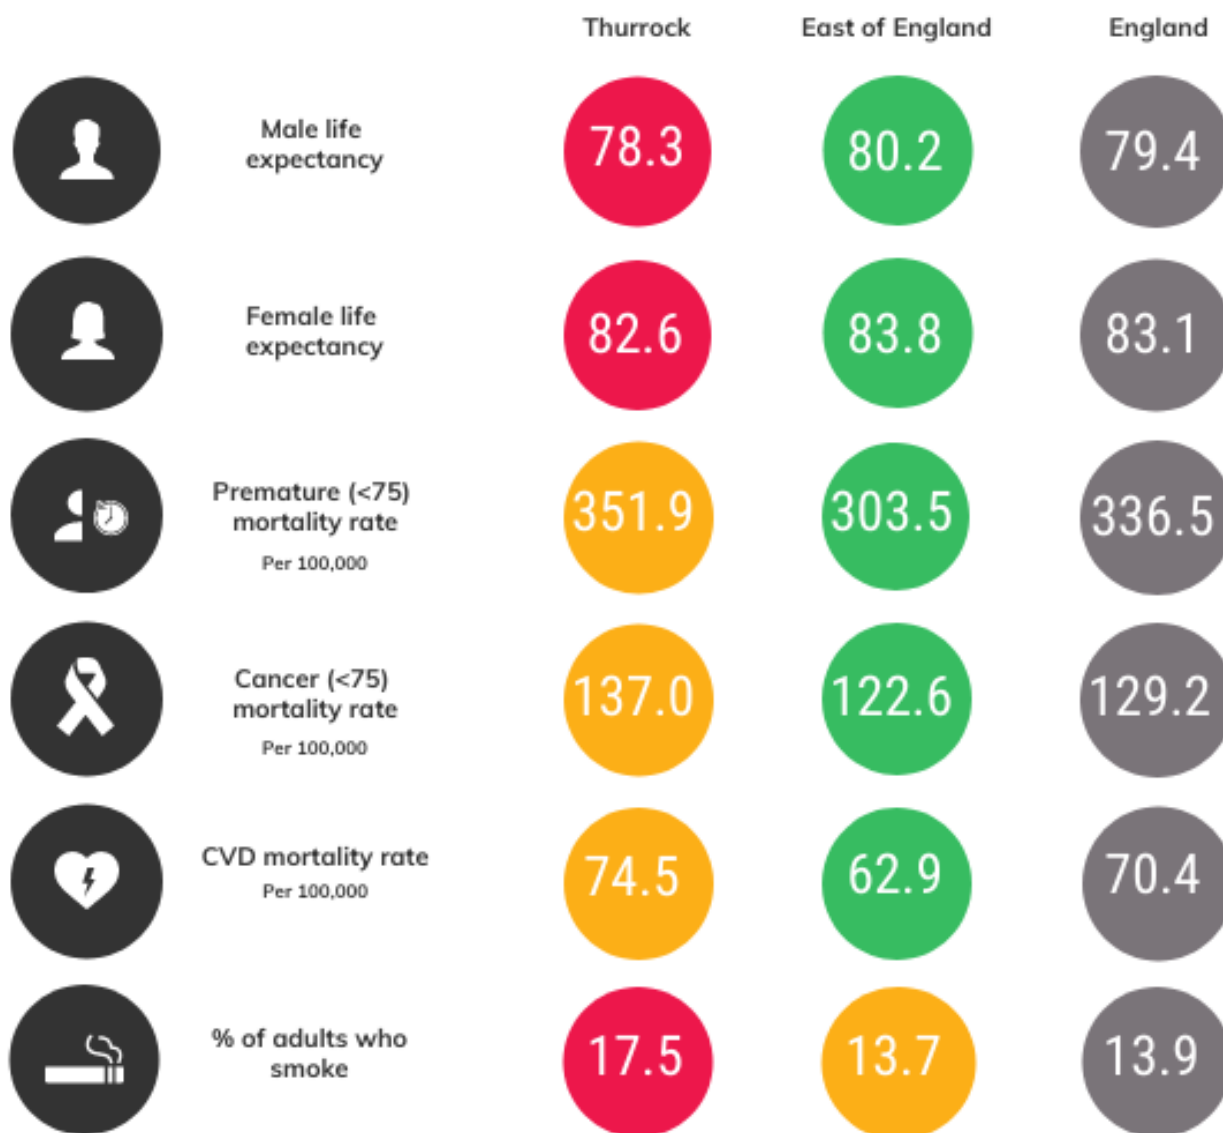 Thurrock East of England England
Male life
expectancy
78.3 80.2 79.4
Female life
expectancy
82.6 83.8 83.1
Premature (<75)
mortality rate
Per 100,000
351.9 303.5 336.5
Cancer (<75)
mortality rate
Per 100,000
137.0 122.6 129.2
CVD mortality rate
Per 100,000
74.5 62.9 70.4
% of adults who
smoke
17.5 13.7 13.9